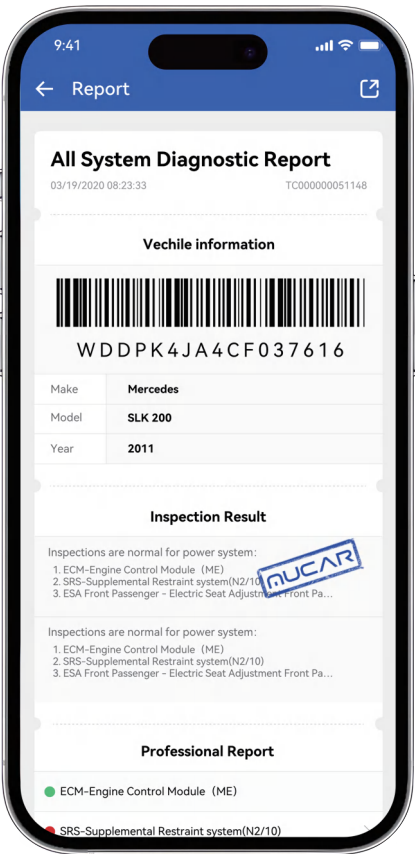 9:41
Report
All System Diagnostic Report
03/19/2020 08:23:33 TC000000051148
Vechile information
WDDPK4JA4CF037616
Make Mercedes
Model SLK 200
Year 2011
Inspection Result
Inspections are normal for power system:
1. ECM-Engine Control Module (ME)
2. SRS-Supplemental Restraint system(N2/10
3. ESA Front Passenger - Electric Seat Adjustment Front Pa...
MUCAR
Inspections are normal for power system:
1. ECM-Engine Control Module (ME)
2. SRS-Supplemental Restraint system(N2/10)
3. ESA Front Passenger - Electric Seat Adjustment Front Pa...
Professional Report
ECM-Engine Control Module (ME)
SRS-Supplemental Restraint system(N2/10)